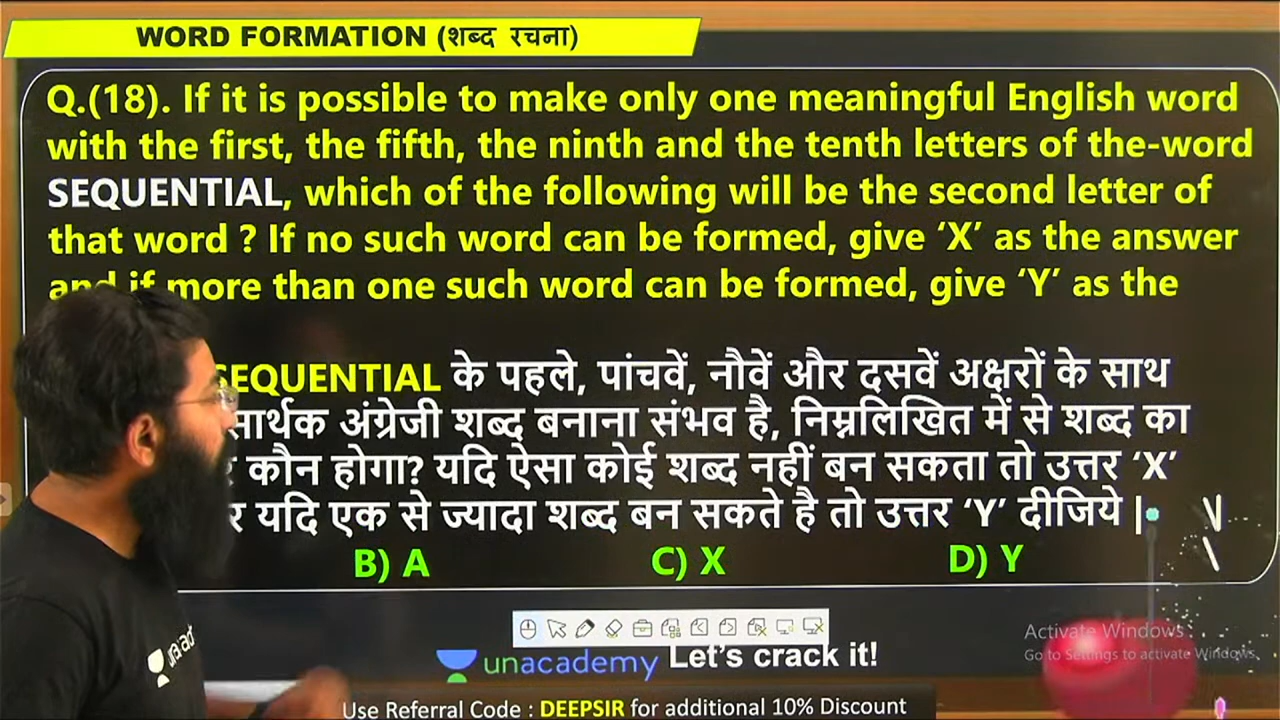 WORD FORMATION (शब्द रचना)
Q.(18). If it is possible to make only one meaningful English word
with the first, the fifth, the ninth and the tenth letters of the-word
SEQUENTIAL, which of the following will be the second letter of
that word ? If no such word can be formed, give ‘X’ as the answer
and if more than one such word can be formed, give ‘Y’ as the
SEQUENTIAL के पहले, पांचवें, नौवें और दसवें अक्षरों के साथ
सार्थक अंग्रेजी शब्द बनाना संभव है, निम्नलिखित में से शब्द का
कौन होगा? यदि ऐसा कोई शब्द नहीं बन सकता तो उत्तर ‘X’
यदि एक से ज्यादा शब्द बन सकते है तो उत्तर ‘Y’ दीजिये |
B) A C) X D) Y
Activate Windows
Go to Settings to activate Windows.
unacademy Let’s crack it!
Use Referral Code : DEEPSIR for additional 10% Discount